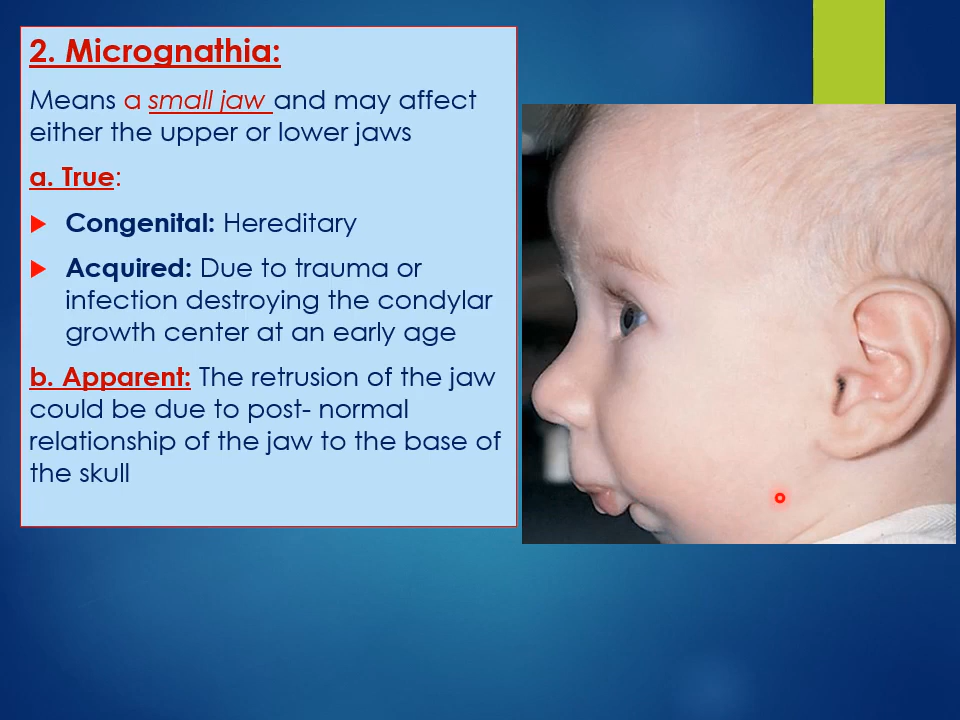 2. Micrognathia:
Means a small jaw and may affect
either the upper or lower jaws
a. True:
Congenital: Hereditary
Acquired: Due to trauma or
infection destroying the condylar
growth center at an early age
b. Apparent: The retrusion of the jaw
could be due to post- normal
relationship of the jaw to the base of
the skull